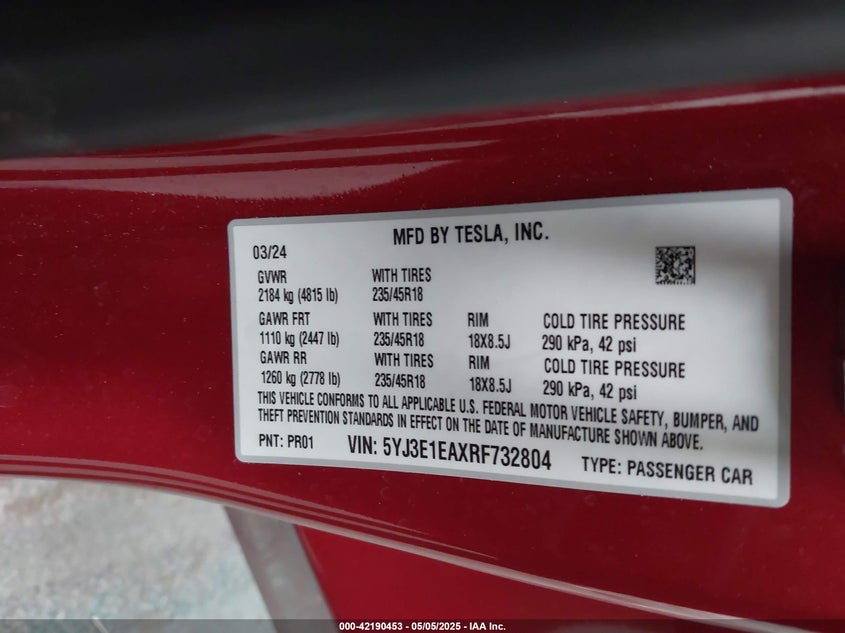 MFD BY TESLA, INC.
03/24
GVWR WITH TIRES
2184 kg (4815 lb) 235/45R18
GAWR FRT WITH TIRES RIM COLD TIRE PRESSURE
1110 kg (2447 lb) 235/45R18 18X8.5J 290 kPa, 42 psi
GAWR RR WITH TIRES RIM COLD TIRE PRESSURE
1260 kg (2778 lb) 235/45R18 18X8.5J 290 kPa, 42 psi
THIS VEHICLE CONFORMS TO ALL APPLICABLE U.S. FEDERAL MOTOR VEHICLE SAFETY, BUMPER, AND
THEFT PREVENTION STANDARDS IN EFFECT ON THE DATE OF MANUFACTURE SHOWN ABOVE.
PNT: PR01 VIN: 5YJ3E1EAXRF732804 TYPE: PASSENGER CAR
000-42190453 - 05/05/2025 - IAA Inc.